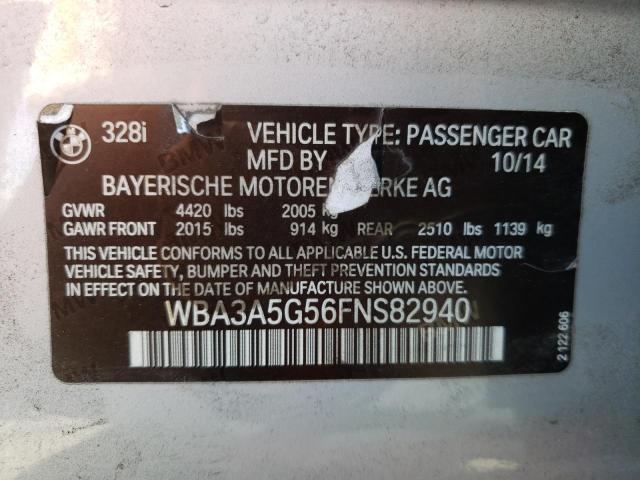 328i VEHICLE TYPE: PASSENGER CAR
MFD BY 10/14
BAYERISCHE MOTOREN AG
GVWR 4420 lbs 2005 kg
GAWR FRONT 2015 lbs 914 kg REAR 2510 lbs 1139 kg
THIS VEHICLE CONFORMS TO ALL APPLICABLE U.S. FEDERAL MOTOR
VEHICLE SAFETY, BUMPER AND THEFT PREVENTION STANDARDS IN
EFFECT ON THE DATE OF MANUFACTURE SHOWN ABOVE.
WBA3A5G56FNS82940
2 122 606